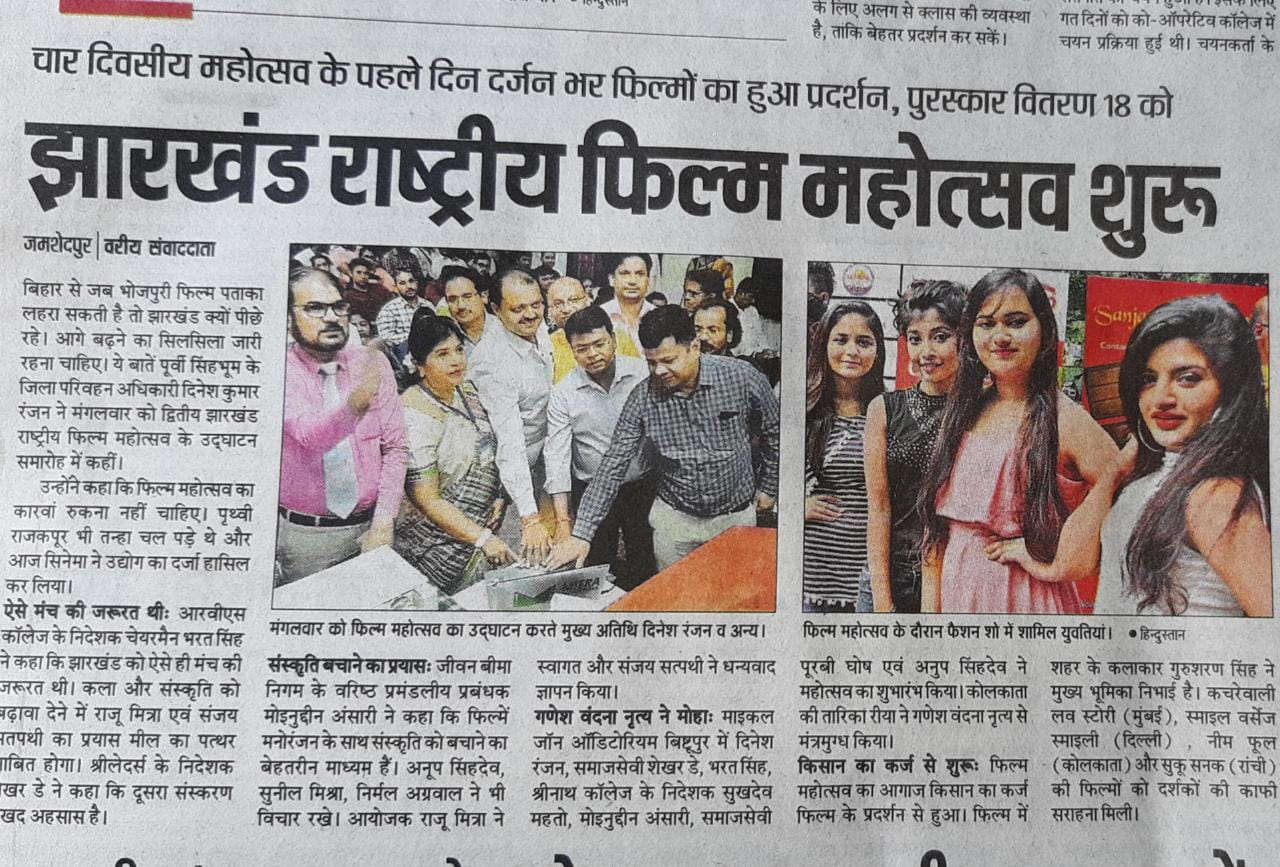 हिन्दुस्तान
के लिए अलग से क्लास की व्यवस्था
है, ताकि बेहतर प्रदर्शन कर सकें।
गत दिनों को को-ऑपरेटिव कॉलेज में
चयन प्रक्रिया हुई थी। चयनकर्ता के
चार दिवसीय महोत्सव के पहले दिन दर्जन भर फिल्मों का हुआ प्रदर्शन, पुरस्कार वितरण 18 को
झारखंड राष्ट्रीय फिल्म महोत्सव शुरू
जमशेदपुर | वरीय संवाददाता
बिहार से जब भोजपुरी फिल्म पताका
लहरा सकती है तो झारखंड क्यों पीछे
रहे। आगे बढ़ने का सिलसिला जारी
रहना चाहिए। ये बातें पूर्वी सिंहभूम के
जिला परिवहन अधिकारी दिनेश कुमार
रंजन ने मंगलवार को द्वितीय झारखंड
राष्ट्रीय फिल्म महोत्सव के उद्घाटन
समारोह में कहीं।
उन्होंने कहा कि फिल्म महोत्सव का
कारवां रुकना नहीं चाहिए। पृथ्वी
राजकपूर भी तन्हा चल पड़े थे और
आज सिनेमा ने उद्योग का दर्जा हासिल
कर लिया।
ऐसे मंच की जरूरत थीः आरवीएस
कॉलेज के निदेशक चेयरमैन भरत सिंह
ने कहा कि झारखंड को ऐसे ही मंच की
जरूरत थी। कला और संस्कृति को
बढ़ावा देने में राजू मित्रा एवं संजय
सतपथी का प्रयास मील का पत्थर
साबित होगा। श्रीलेदर्स के निदेशक
शेखर डे ने कहा कि दूसरा संस्करण
सुखद अहसास है।
मंगलवार को फिल्म महोत्सव का उद्घाटन करते मुख्य अतिथि दिनेश रंजन व अन्य।
संस्कृति बचाने का प्रयासः जीवन बीमा
निगम के वरिष्ठ प्रमंडलीय प्रबंधक
मोइनुद्दीन अंसारी ने कहा कि फिल्में
मनोरंजन के साथ संस्कृति को बचाने का
बेहतरीन माध्यम हैं। अनूप सिंहदेव,
सुनील मिश्रा, निर्मल अग्रवाल ने भी
विचार रखे। आयोजक राजू मित्रा ने
स्वागत और संजय सत्पथी ने धन्यवाद
ज्ञापन किया।
गणेश वंदना नृत्य ने मोहाः माइकल
जॉन ऑडिटोरियम बिष्टूपुर में दिनेश
रंजन, समाजसेवी शेखर डे, भरत सिंह,
श्रीनाथ कॉलेज के निदेशक सुखदेव
महतो, मोइनुद्दीन अंसारी, समाजसेवी
Sanja
फिल्म महोत्सव के दौरान फैशन शो में शामिल युवतियां। • हिन्दुस्तान
पूरबी घोष एवं अनुप सिंहदेव ने
महोत्सव का शुभारंभ किया। कोलकाता
की तारिका रीया ने गणेश वंदना नृत्य से
मंत्रमुग्ध किया।
किसान का कर्ज से शुरूः फिल्म
महोत्सव का आगाज किसान का कर्ज
फिल्म के प्रदर्शन से हुआ। फिल्म में
शहर के कलाकार गुरुशरण सिंह ने
मुख्य भूमिका निभाई है। कचरेवाली
लव स्टोरी (मुंबई), स्माइल वर्सेज
स्माइली (दिल्ली) , नीम फूल
(कोलकाता) और सुकू सनक (रांची)
की फिल्मों को दर्शकों की काफी
सराहना मिली।